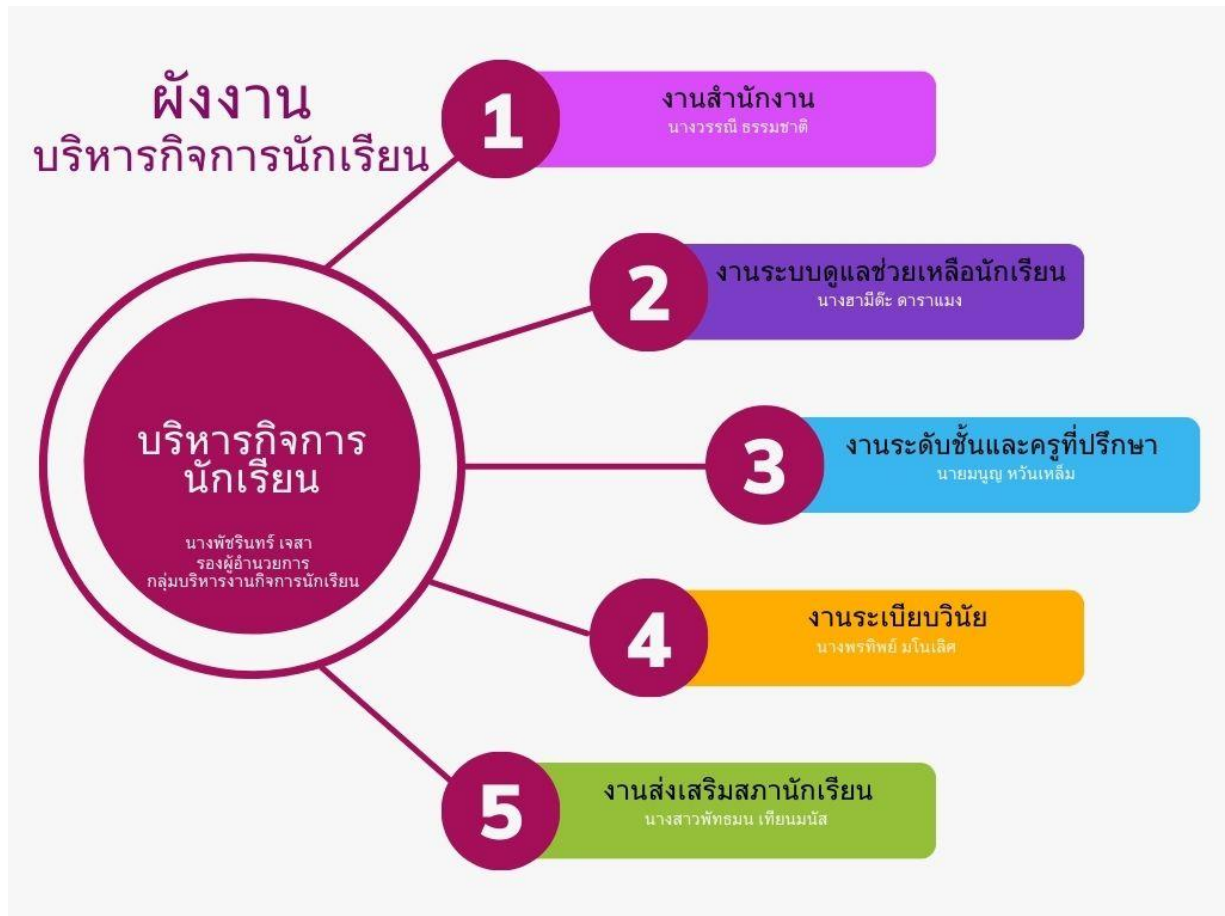 ผังงาน
บริหารกิจการนักเรียน
1
งานสำนักงาน
นางวรรณี ธรรมชาติ
2
งานระบบดูแลช่วยเหลือนักเรียน
นางฮามีด๊ะ ดาราแมง
3
งานระดับชั้นและครูที่ปรึกษา
นายมนูญ หวันเหล็ม
บริหารกิจการ
นักเรียน
นางพัชรินทร์ เจสา
รองผู้อำนวยการ
กลุ่มบริหารงานกิจการนักเรียน
4
งานระเบียบวินัย
นางพรทิพย์ มโนเลิศ
5
งานส่งเสริมสภานักเรียน
นางสาวพัทธมน เทียนมนัส